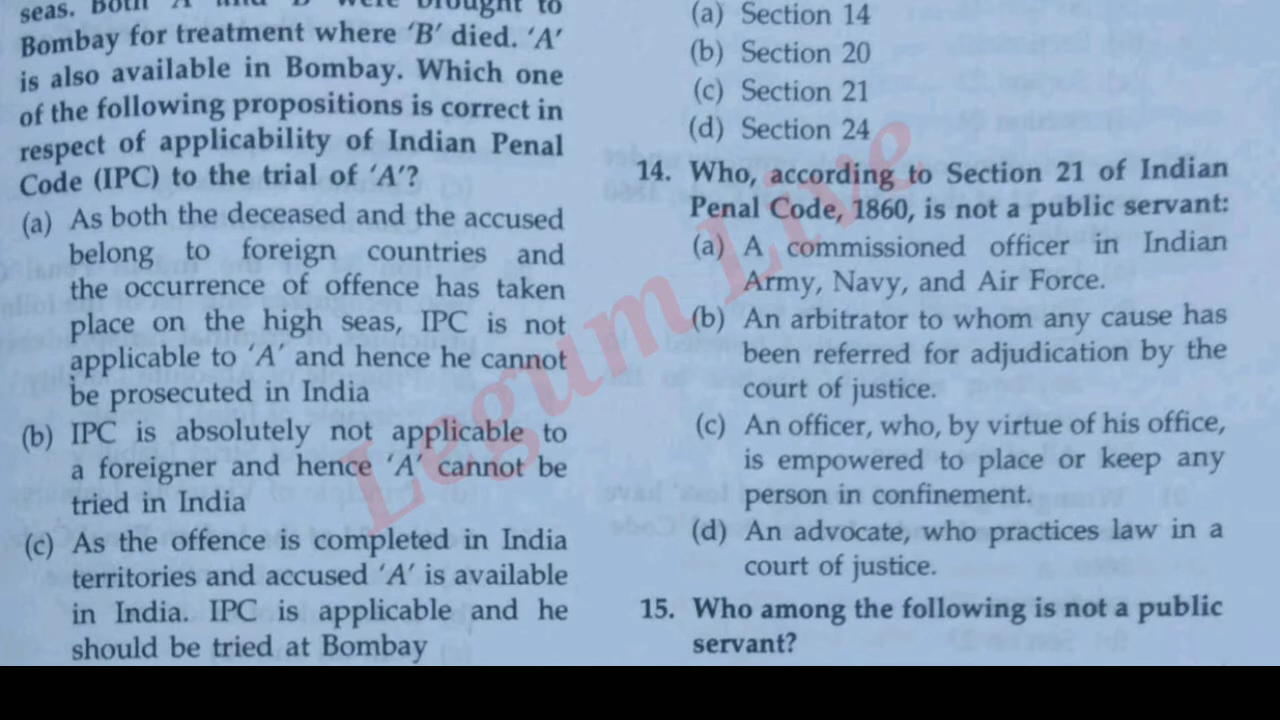 seas. Both 'A' and 'B' were brought to
Bombay for treatment where 'B' died. 'A'
is also available in Bombay. Which one
of the following propositions is correct in
respect of applicability of Indian Penal
Code (IPC) to the trial of 'A'?
(a) As both the deceased and the accused
belong to foreign countries and
the occurrence of offence has taken
place on the high seas, IPC is not
applicable to 'A' and hence he cannot
be prosecuted in India
(b) IPC is absolutely not applicable to
a foreigner and hence 'A' cannot be
tried in India
(c) As the offence is completed in India
territories and accused 'A' is available
in India. IPC is applicable and he
should be tried at Bombay
(a) Section 14
(b) Section 20
(c) Section 21
(d) Section 24
14. Who, according to Section 21 of Indian
Penal Code, 1860, is not a public servant:
(a) A commissioned officer in Indian
Army, Navy, and Air Force.
(b) An arbitrator to whom any cause has
been referred for adjudication by the
court of justice.
(c) An officer, who, by virtue of his office,
is empowered to place or keep any
person in confinement.
(d) An advocate, who practices law in a
court of justice.
15. Who among the following is not a public
servant?
Legum Live